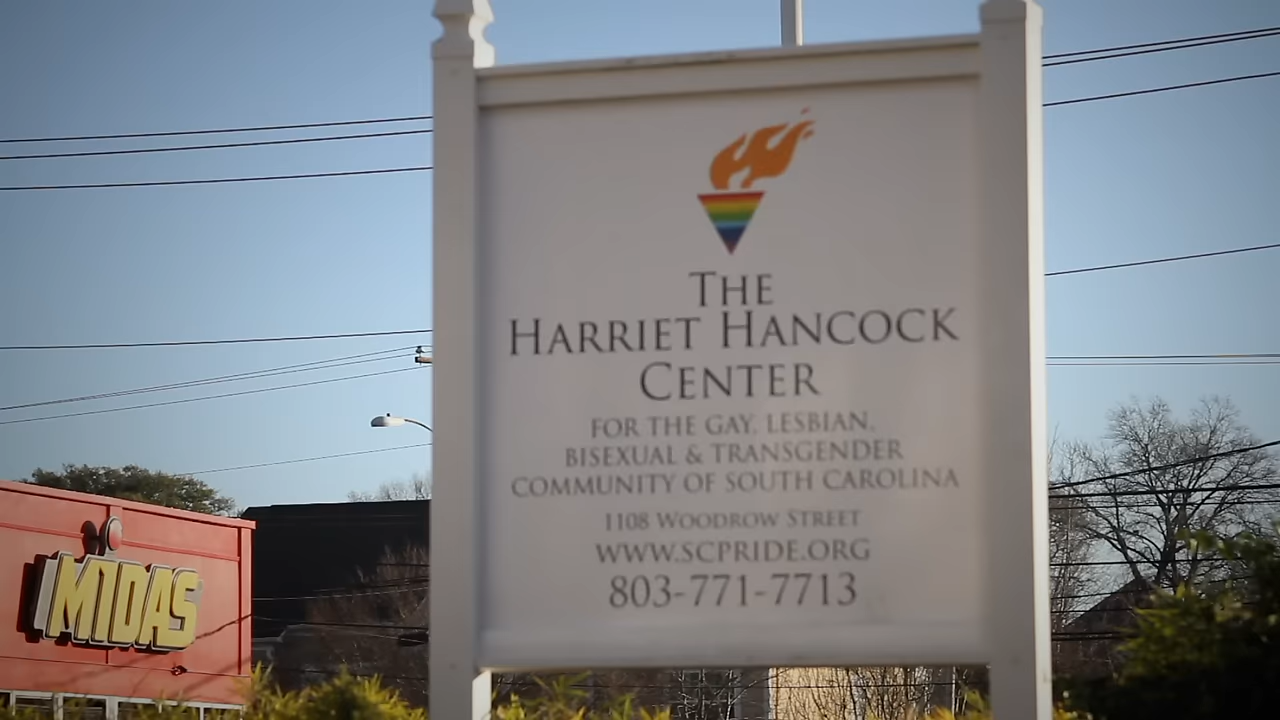 THE
HARRIET HANCOCK
CENTER
FOR THE GAY, LESBIAN,
BISEXUAL & TRANSGENDER
COMMUNITY OF SOUTH CAROLINA
1108 WOODROW STREET
WWW.SCPRIDE.ORG
803-771-7713
MIDAS